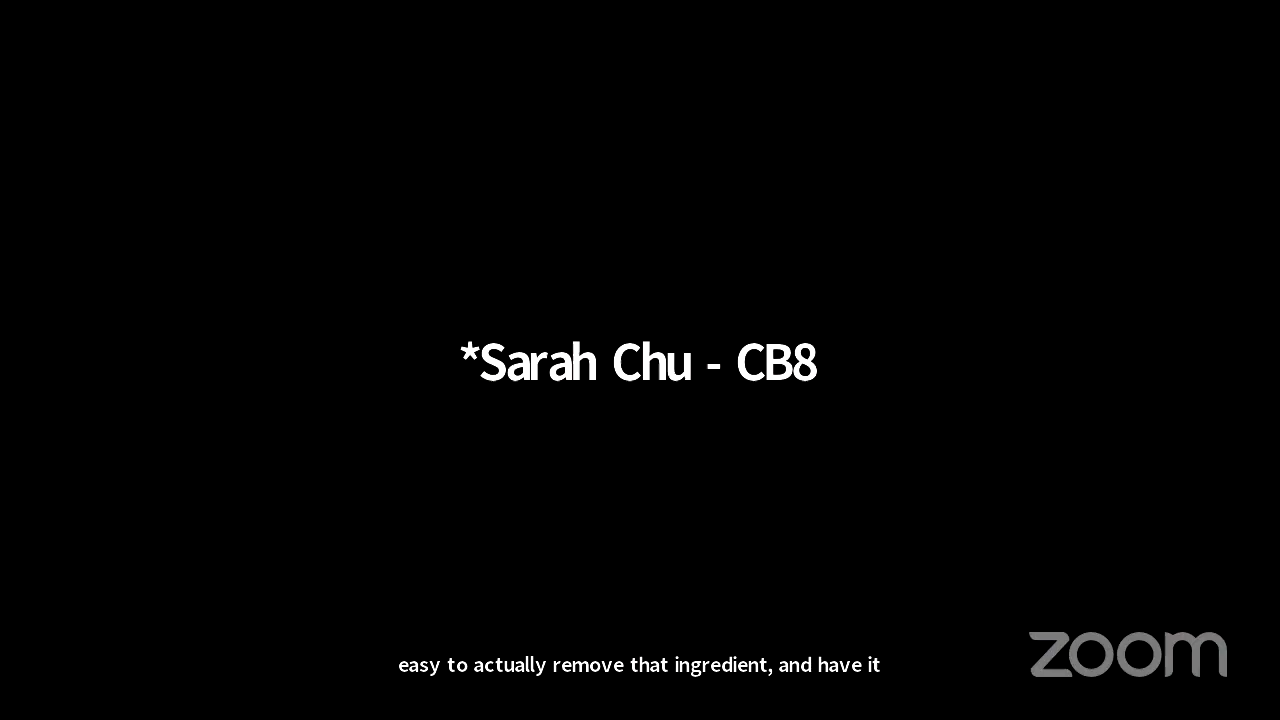 *Sarah Chu - CB8
easy to actually remove that ingredient, and have it
zoom